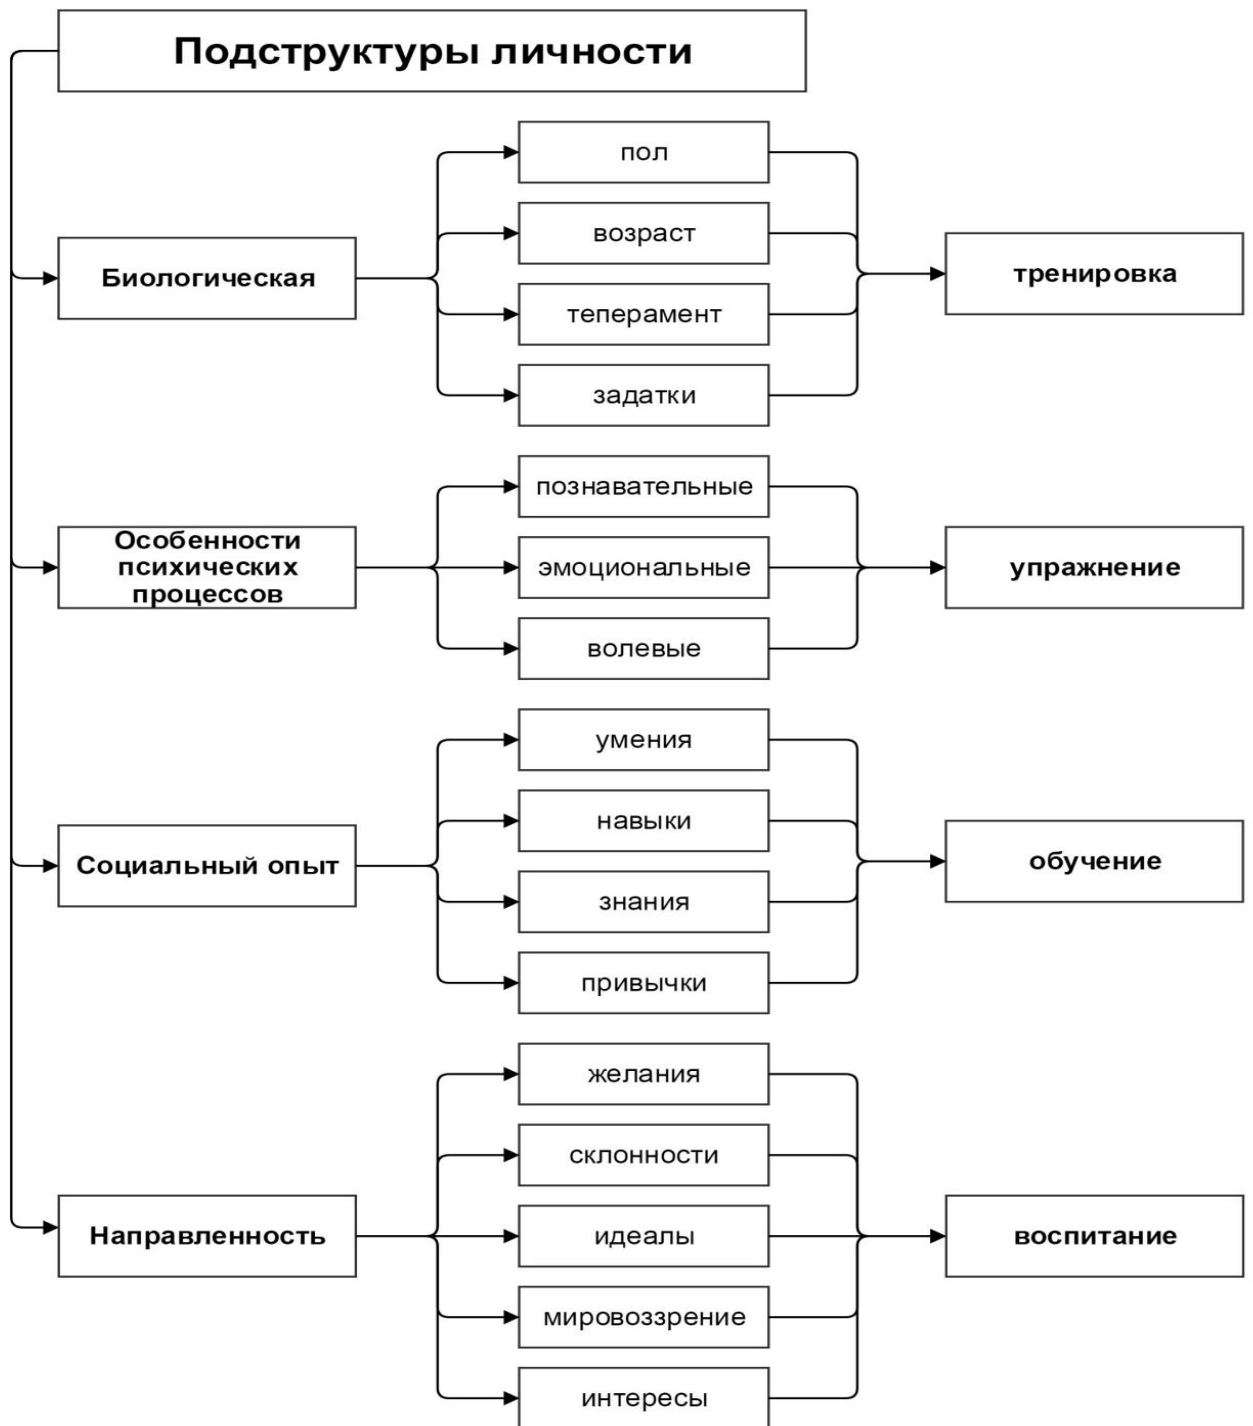 Подструктуры личности
пол
возраст
Биологическая
тренировка
теперамент
задатки
познавательные
Особенности
психических
процессов
эмоциональные
упражнение
волевые
умения
навыки
Социальный опыт
обучение
знания
привычки
желания
склонности
Направленность
идеалы
воспитание
мировоззрение
интересы